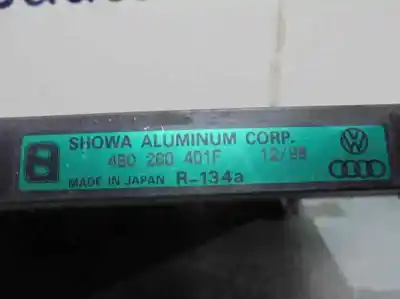 SHOWA ALUMINUM CORP.
4B0 260 401F 12/98
MADE IN JAPAN R-134a